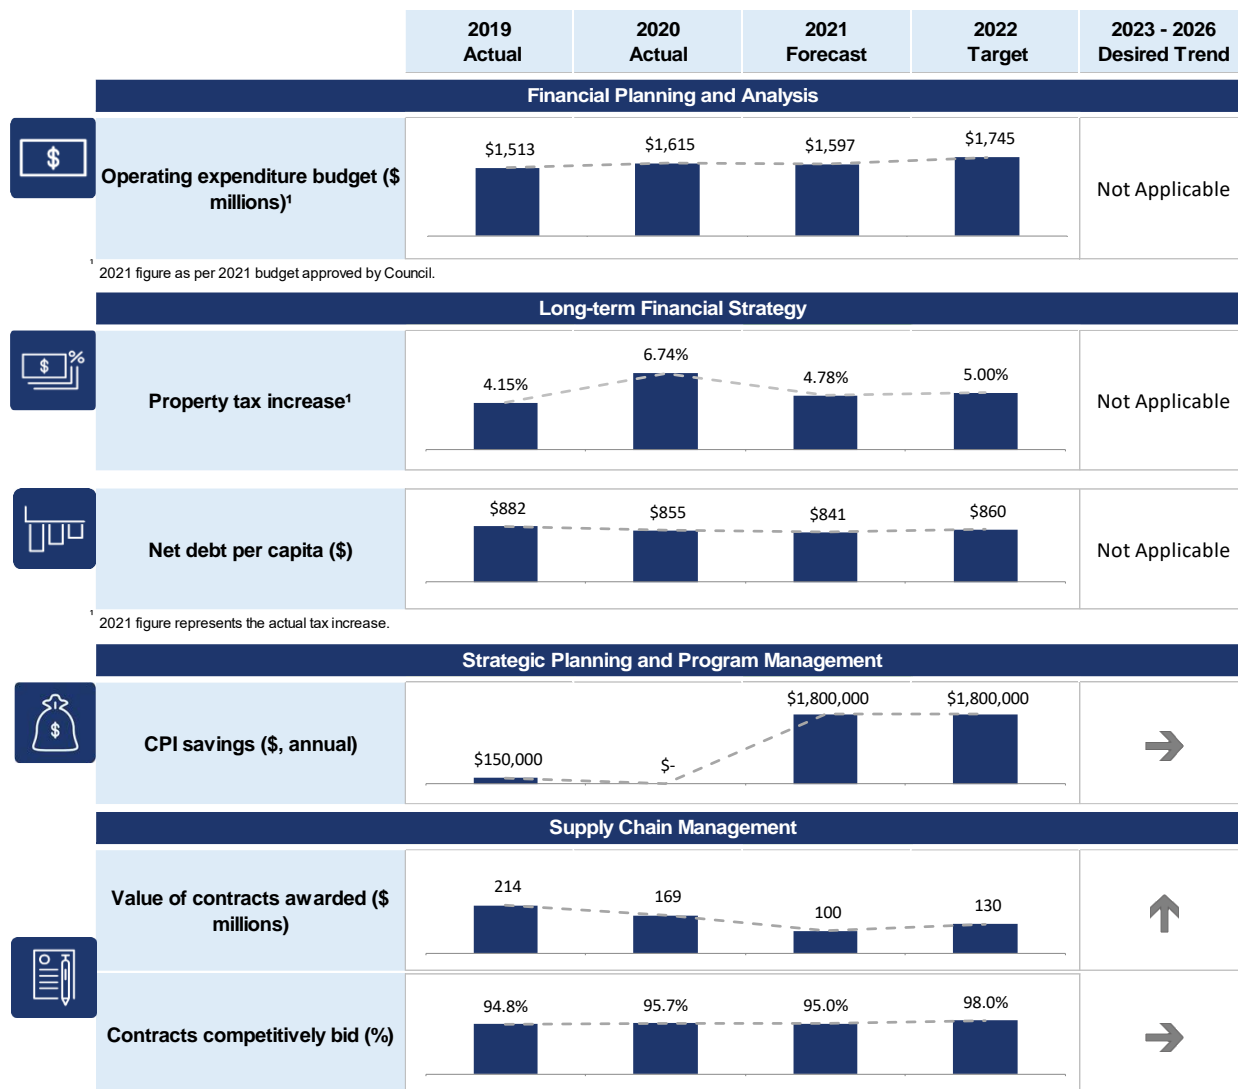 2019 2020 2021 2022 2023 - 2026
Actual Actual Forecast Target Desired Trend
Financial Planning and Analysis
$
Operating expenditure budget ($
millions)¹
$1,513 $1,615 $1,597 $1,745
Not Applicable
¹ 2021 figure as per 2021 budget approved by Council.
Long-term Financial Strategy
$ %
Property tax increase¹
4.15% 6.74% 4.78% 5.00%
Not Applicable
Net debt per capita ($)
$882 $855 $841 $860
Not Applicable
¹ 2021 figure represents the actual tax increase.
Strategic Planning and Program Management
$
CPI savings ($, annual)
$150,000 $- $1,800,000 $1,800,000
Supply Chain Management
Value of contracts awarded ($
millions)
214 169 100 130
Contracts competitively bid (%)
94.8% 95.7% 95.0% 98.0%